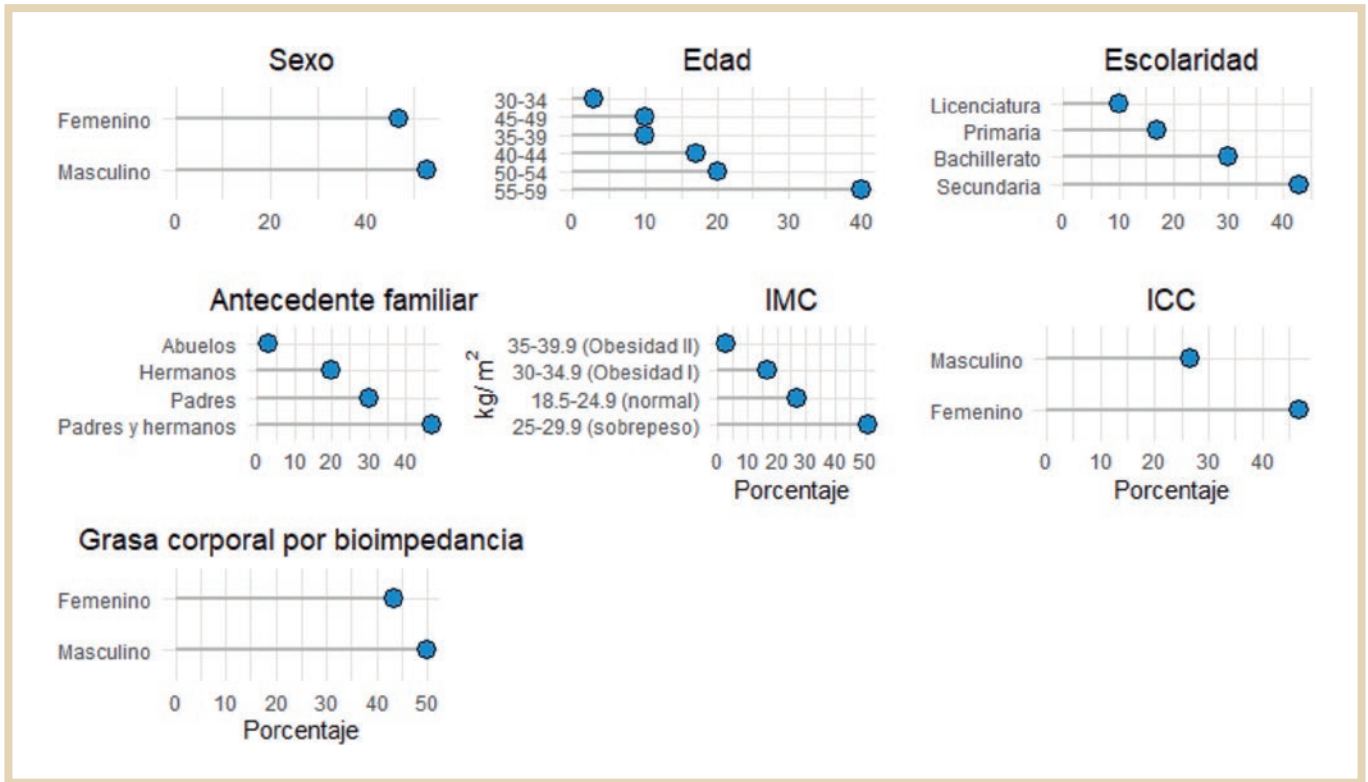 Sexo
Femenino
Masculino
0 20 40
Edad
30-34
45-49
35-39
40-44
50-54
55-59
0 10 20 30 40
Escolaridad
Licenciatura
Primaria
Bachillerato
Secundaria
0 10 20 30 40
Antecedente familiar
Abuelos
Hermanos
Padres
Padres y hermanos
0 10 20 30 40
IMC
kg/ m²
35-39.9 (Obesidad II)
30-34.9 (Obesidad I)
18.5-24.9 (normal)
25-29.9 (sobrepeso)
0 10 20 30 40 50
Porcentaje
ICC
Masculino
Femenino
0 10 20 30 40
Porcentaje
Grasa corporal por bioimpedancia
Femenino
Masculino
0 10 20 30 40 50
Porcentaje